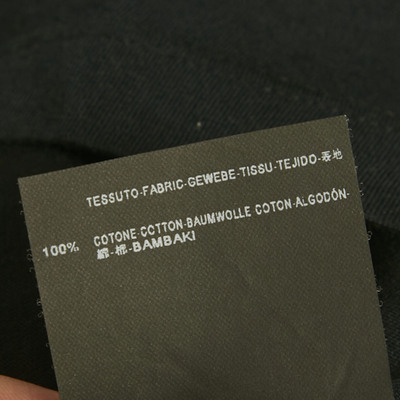 TESSUTO-FABRIC-GEWEBE-TISSU-TEJIDO-表地
100% COTONE-COTTON-BAUMWOLLE COTON-ALGODÓN-
綿-棉-BAMBAKI